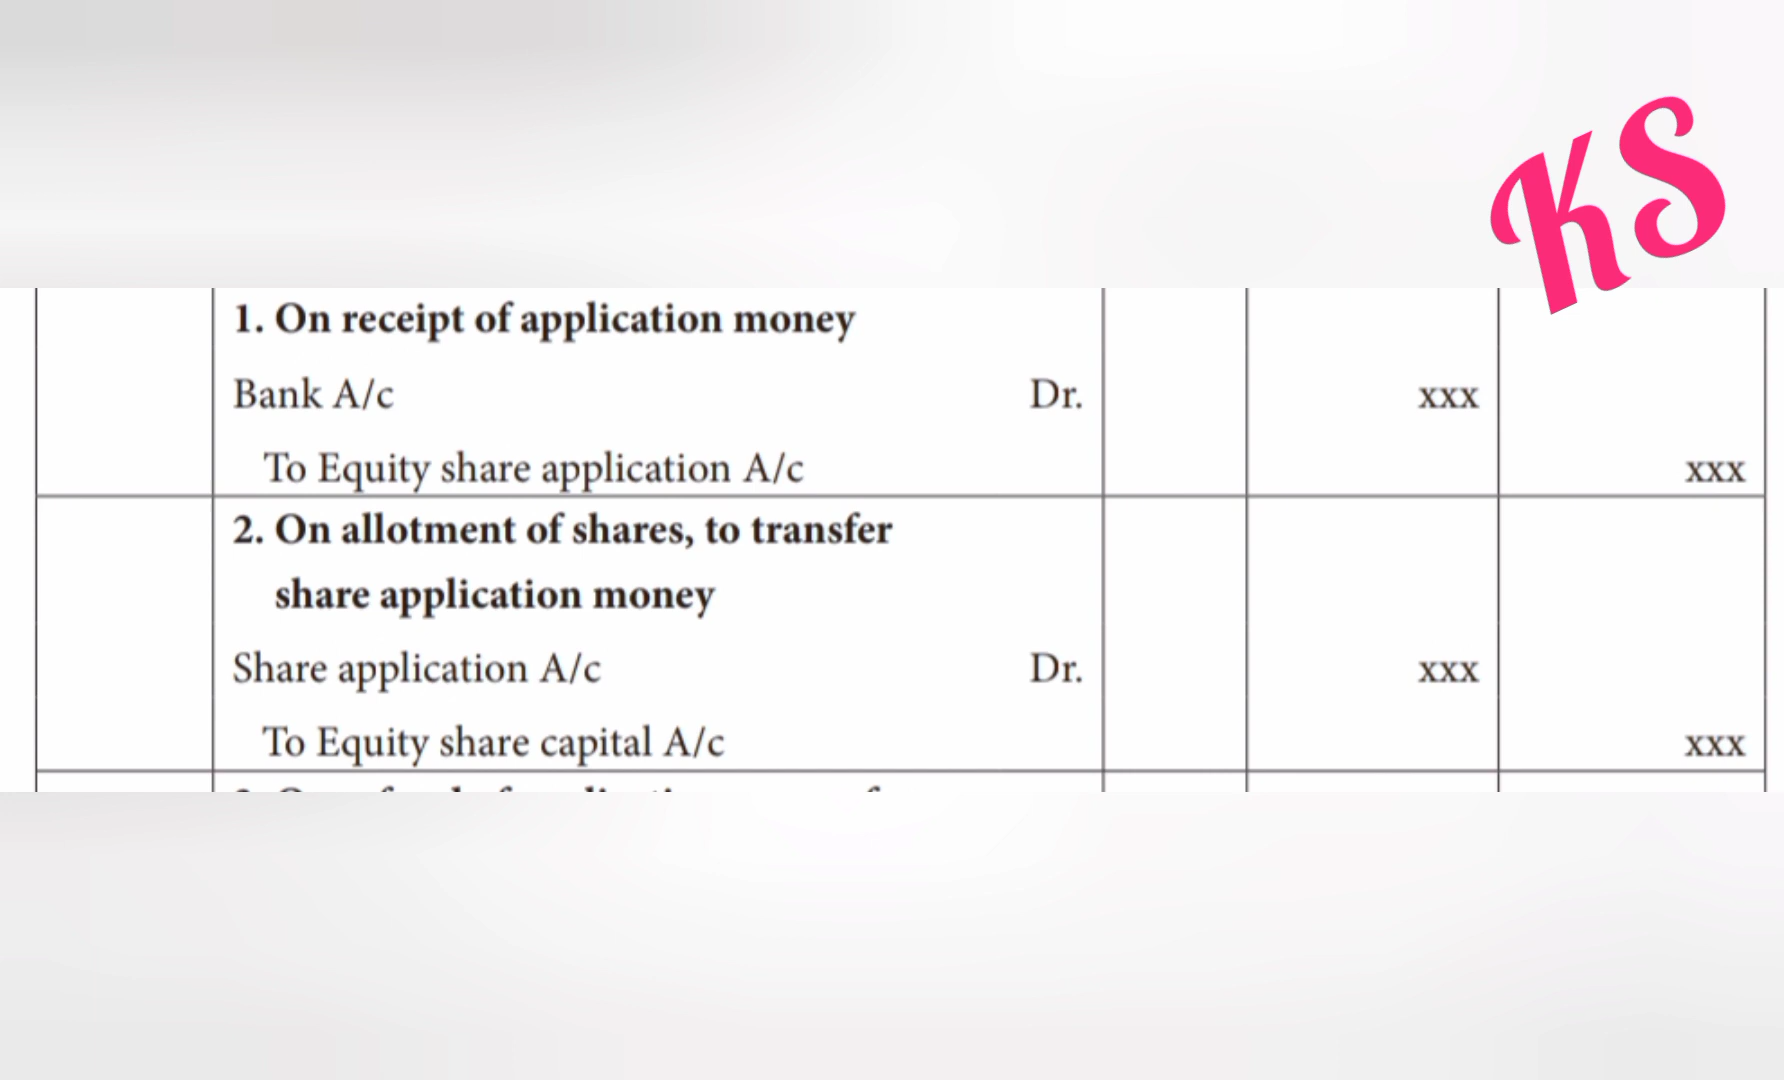 KS
1. On receipt of application money
Bank A/c Dr. xxx
To Equity share application A/c xxx
2. On allotment of shares, to transfer
share application money
Share application A/c Dr. xxx
To Equity share capital A/c xxx